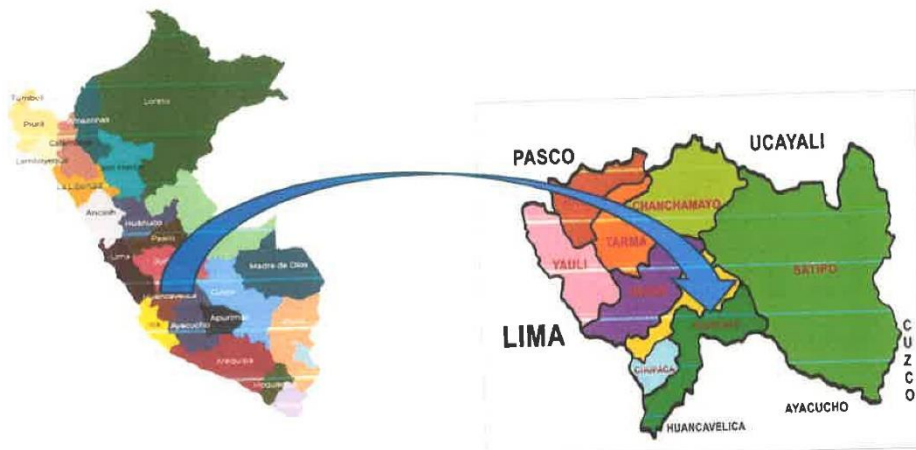 Tumbes
Loreto
Piura
Amazonas
Lambayeque
La Libertad
Ancash
Huánuco
Pasco
Lima
Madre de Dios
Huancavelica
Cusco
Ica
Ayacucho
Apurimac
Arequipa
Moquegua
PASCO
UCAYALI
CHANCHAMAYO
TARMA
YAULI
SATIPO
LIMA
CHUPACA
CUZCO
AYACUCHO
HUANCAVELICA